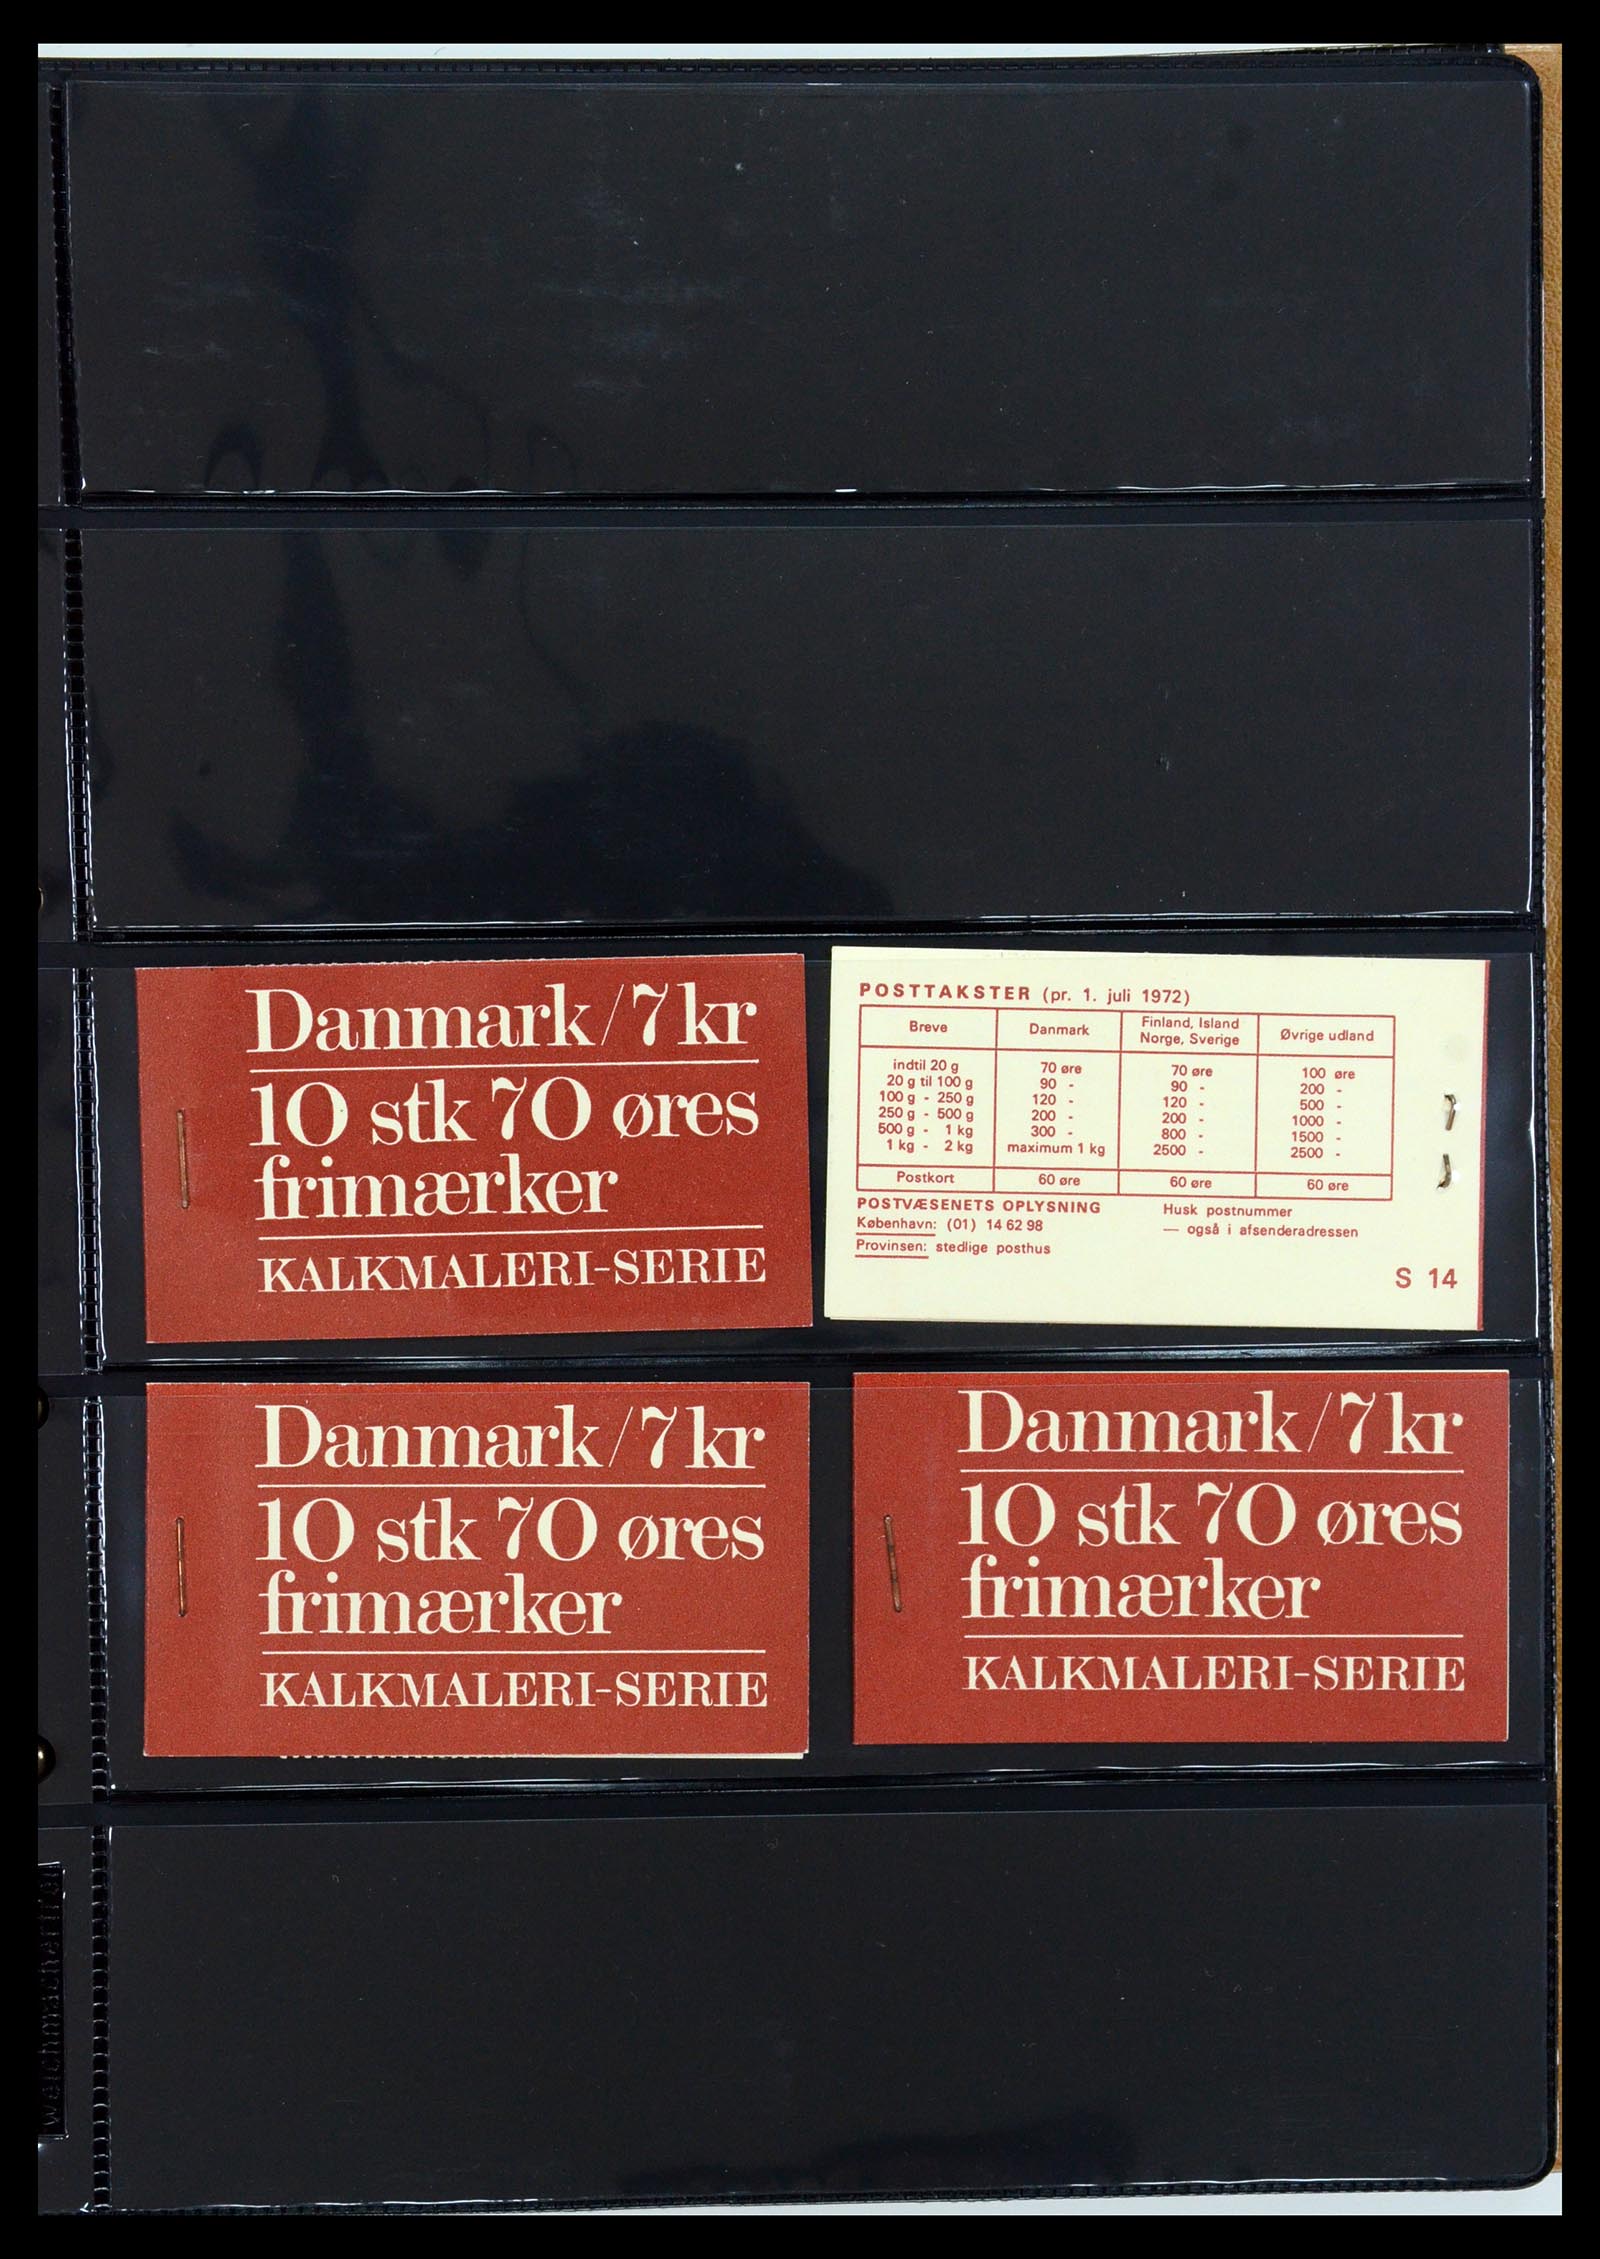 Danmark/7 kr
10 stk 70 øres
frimærker
KALKMALERI-SERIE
POSTTAKSTER (pr. 1. juli 1972)
Breve Danmark Finland, Island Norge, Sverige Øvrige udland
indtil 20 g 70 øre 70 øre 100 øre
20 g til 100 g 90 - 90 - 200 -
100 g - 250 g 120 - 120 - 500 -
250 g - 500 g 200 - 200 - 1000 -
500 g - 1 kg 300 - 800 - 1500 -
1 kg - 2 kg maximum 1 kg 2500 - 2500 -
Postkort 60 øre 60 øre 60 øre
POSTVÆSENETS OPLYSNING
København: (01) 14 62 98
Provinsen: stedlige posthus
Husk postnummer
— også i afsenderadressen
S 14
Danmark/7 kr
10 stk 70 øres
frimærker
KALKMALERI-SERIE
Danmark/7 kr
10 stk 70 øres
frimærker
KALKMALERI-SERIE
weichmacherfrei